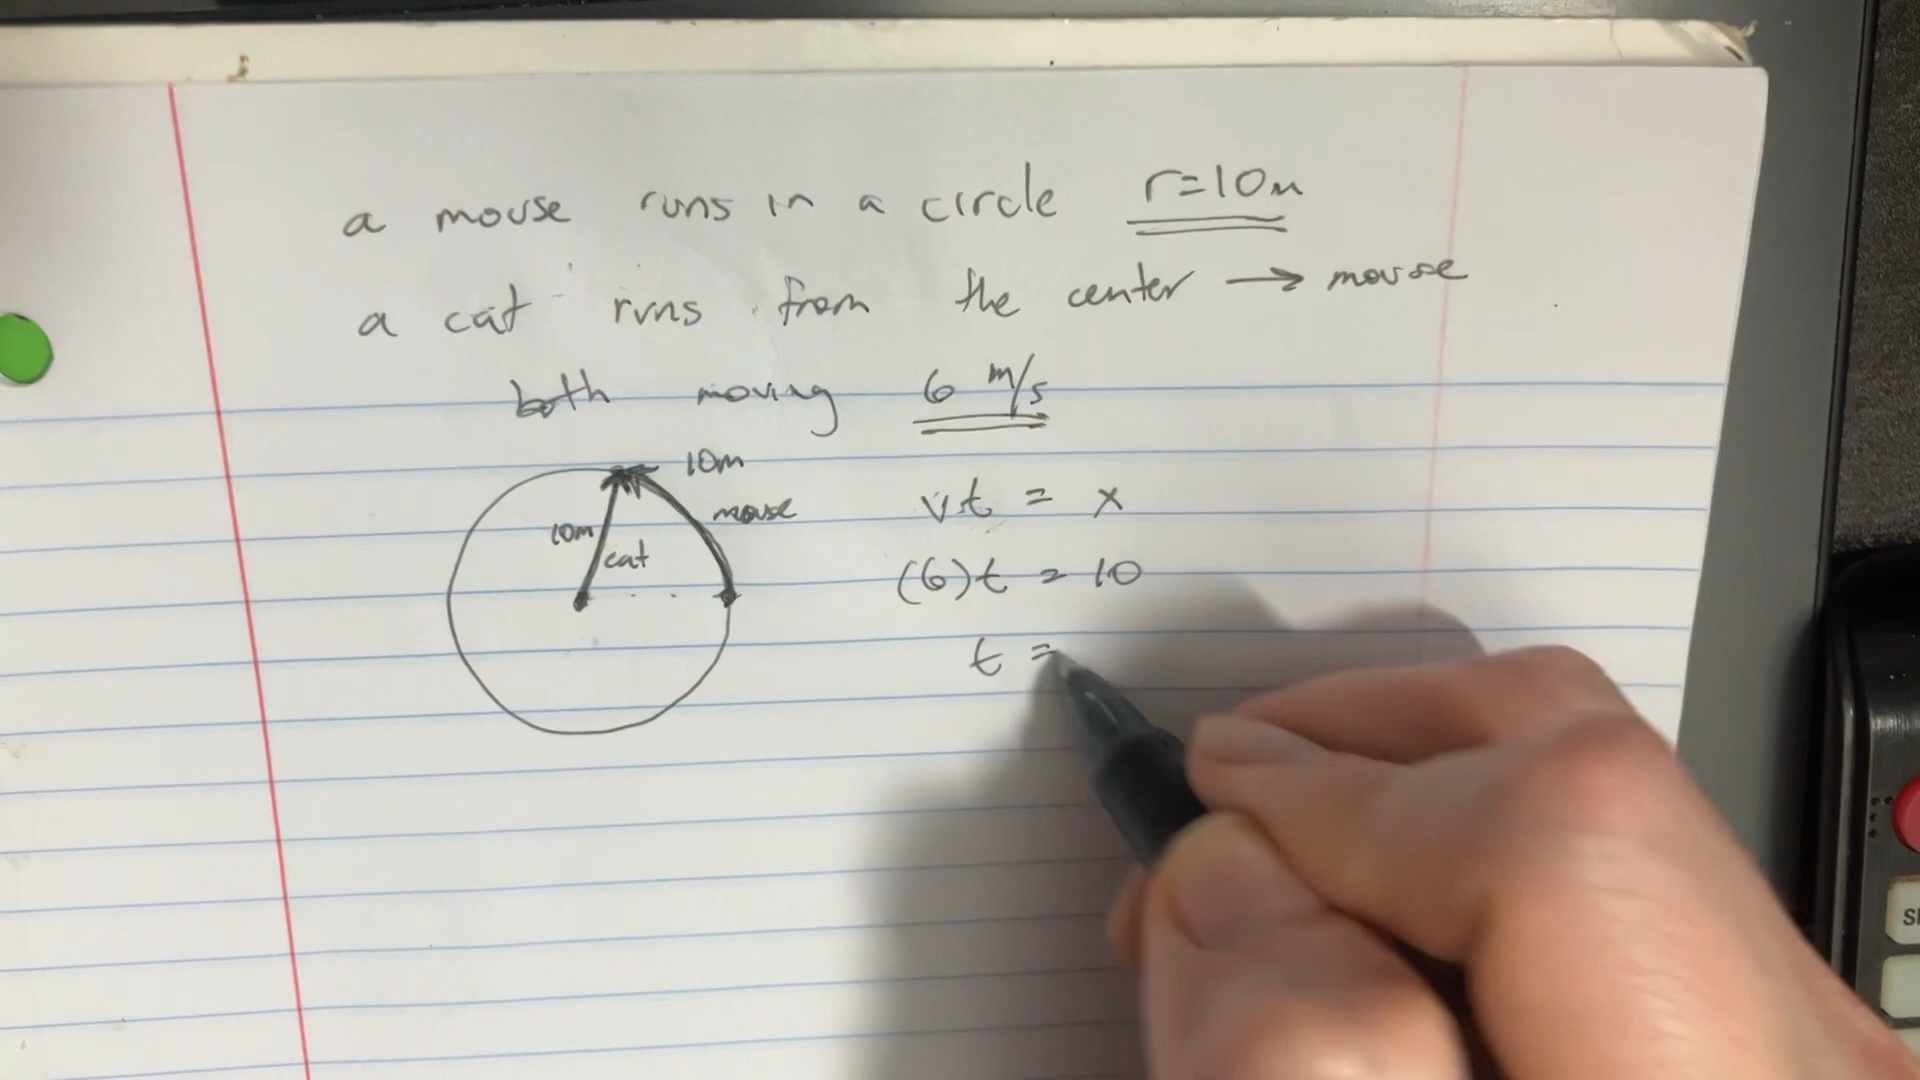 a mouse runs in a circle r=10m
a cat runs from the center → mouse
both moving 6 m/s
10m
mouse
10m
cat
vt = x
(6)t = 10
t =